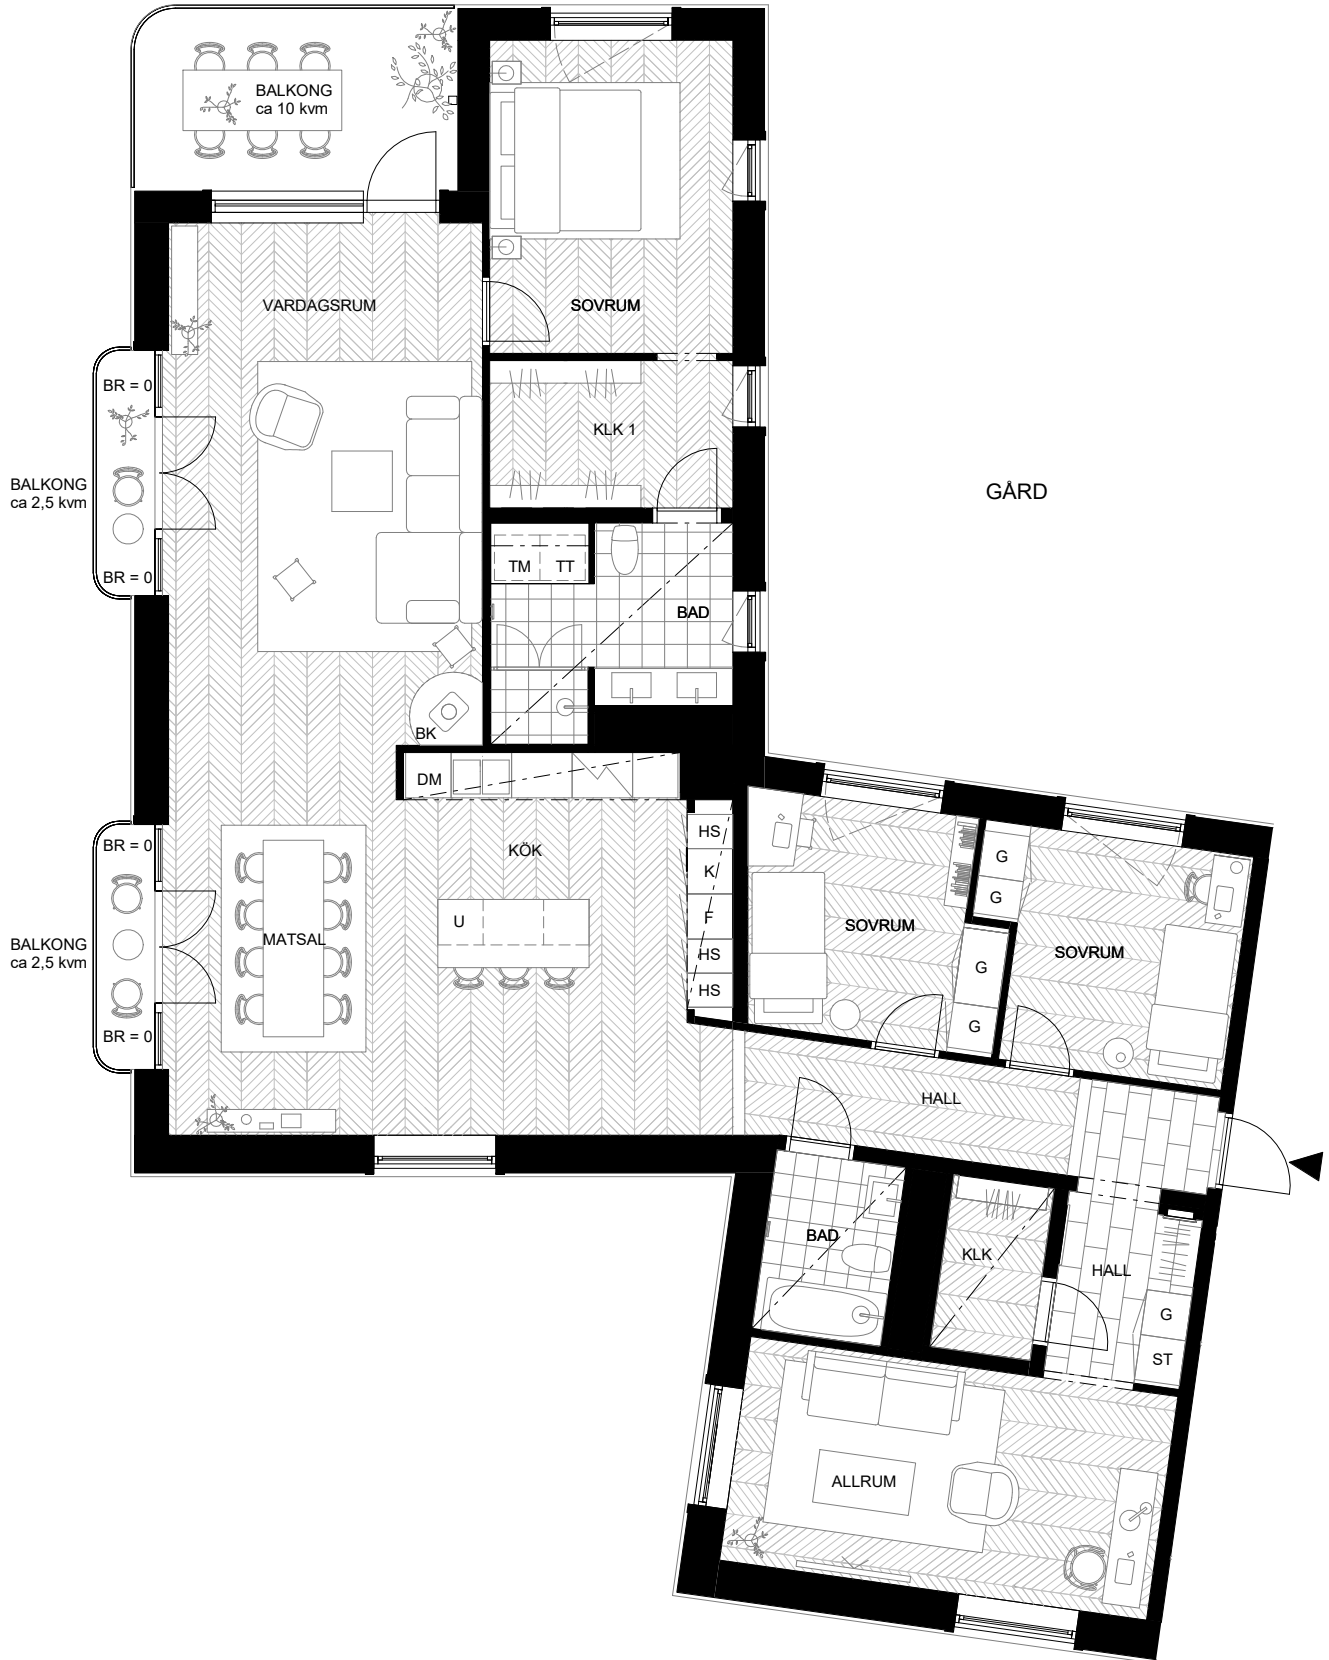 BALKONG
ca 10 kvm
VARDAGSRUM
SOVRUM
BR = 0
KLK 1
BALKONG
ca 2,5 kvm
GÅRD
BR = 0
TM
TT
BAD
BK
DM
BR = 0
KÖK
HS
K
F
HS
HS
U
MATSAL
BALKONG
ca 2,5 kvm
BR = 0
SOVRUM
G
G
G
G
SOVRUM
HALL
BAD
KLK
HALL
G
ST
ALLRUM